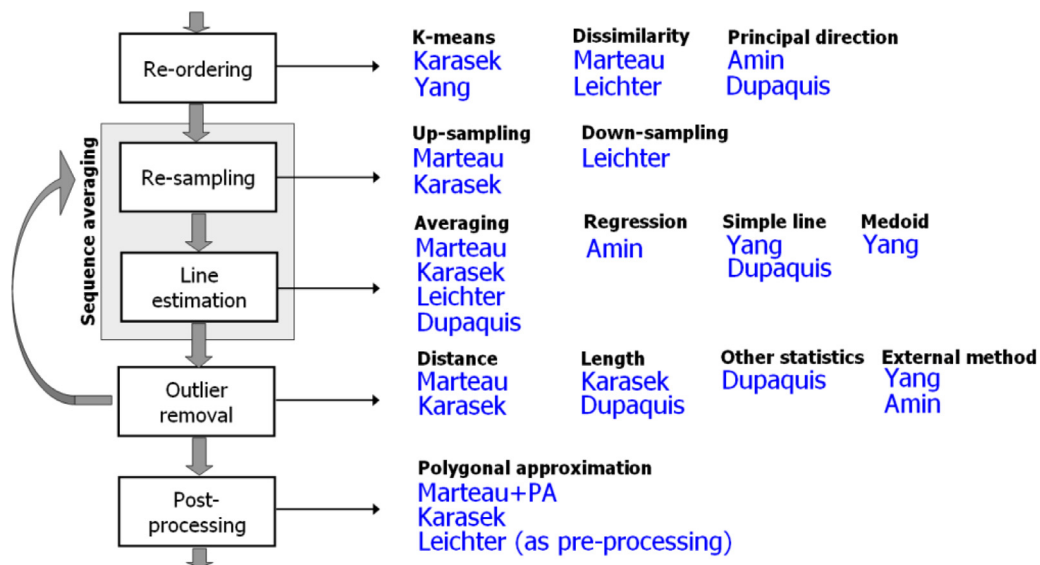 Re-ordering
K-means Dissimilarity Principal direction
Karasek Marteau Amin
Yang Leichter Dupaquis
Sequence averaging
Re-sampling
Up-sampling Down-sampling
Marteau Leichter
Karasek
Line
estimation
Averaging Regression Simple line Medoid
Marteau Amin Yang Yang
Karasek Dupaquis
Leichter
Dupaquis
Outlier
removal
Distance Length Other statistics External method
Marteau Karasek Dupaquis Yang
Karasek Dupaquis Amin
Post-
processing
Polygonal approximation
Marteau+PA
Karasek
Leichter (as pre-processing)